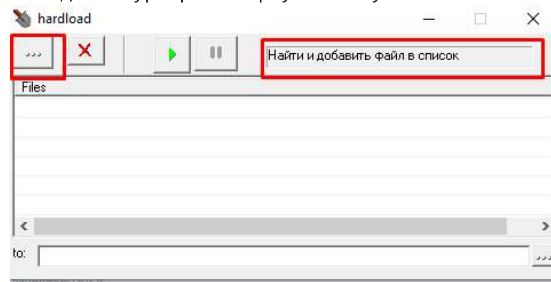 hardload
...
Найти и добавить файл в список
Files
to:
...